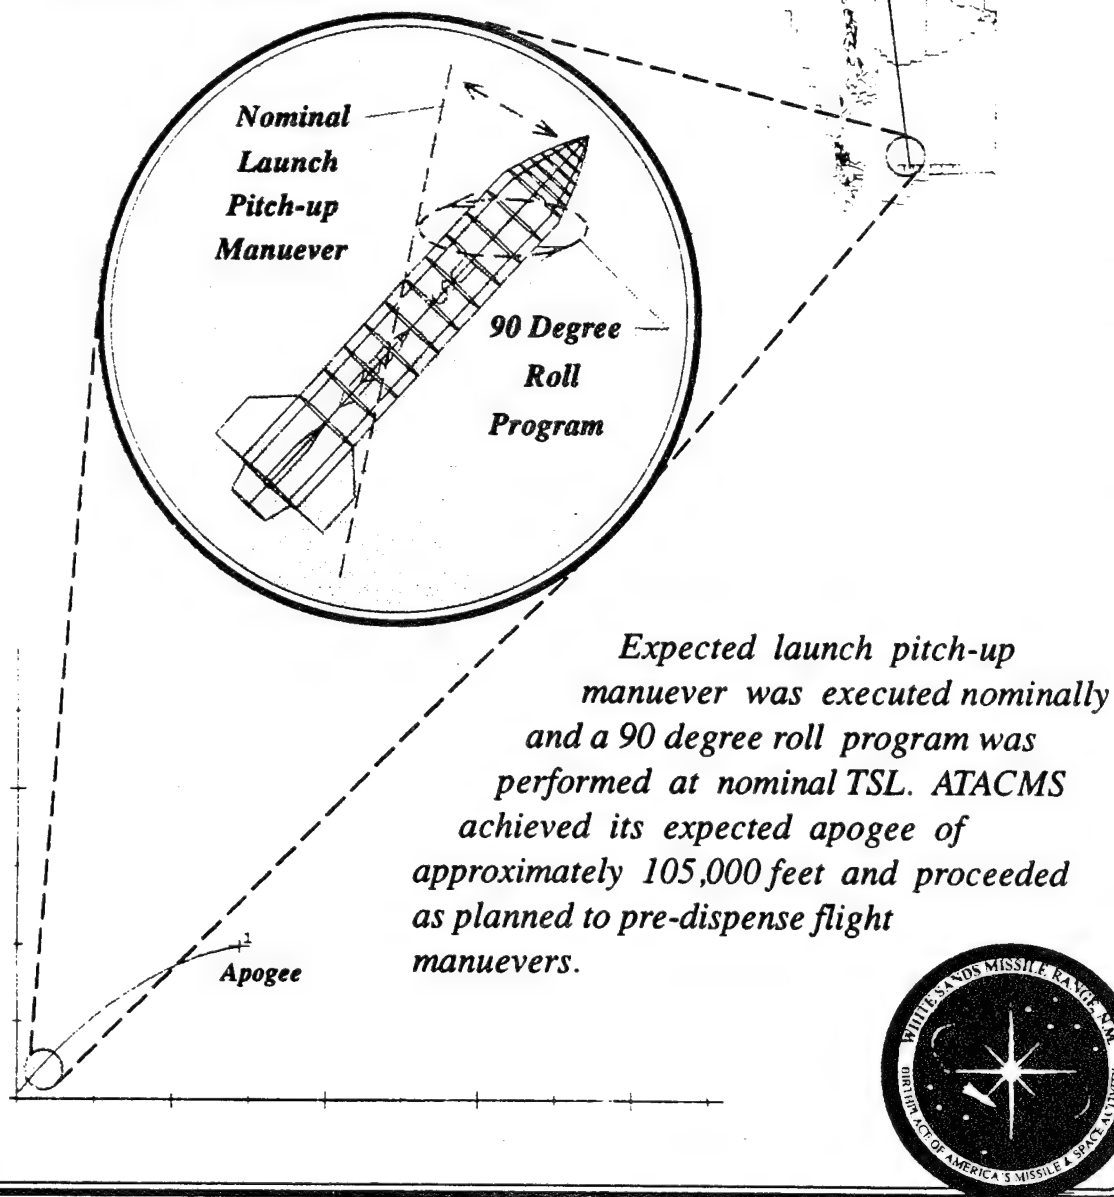 Nominal
Launch
Pitch-up
Manuever
90 Degree
Roll
Program
Expected launch pitch-up
manuever was executed nominally
and a 90 degree roll program was
performed at nominal TSL. ATACMS
achieved its expected apogee of
approximately 105,000 feet and proceeded
as planned to pre-dispense flight
manuevers.
1
Apogee
WHITE SANDS MISSILE RANGE, N.M.
BIRTHPLACE OF AMERICA'S MISSILE & SPACE